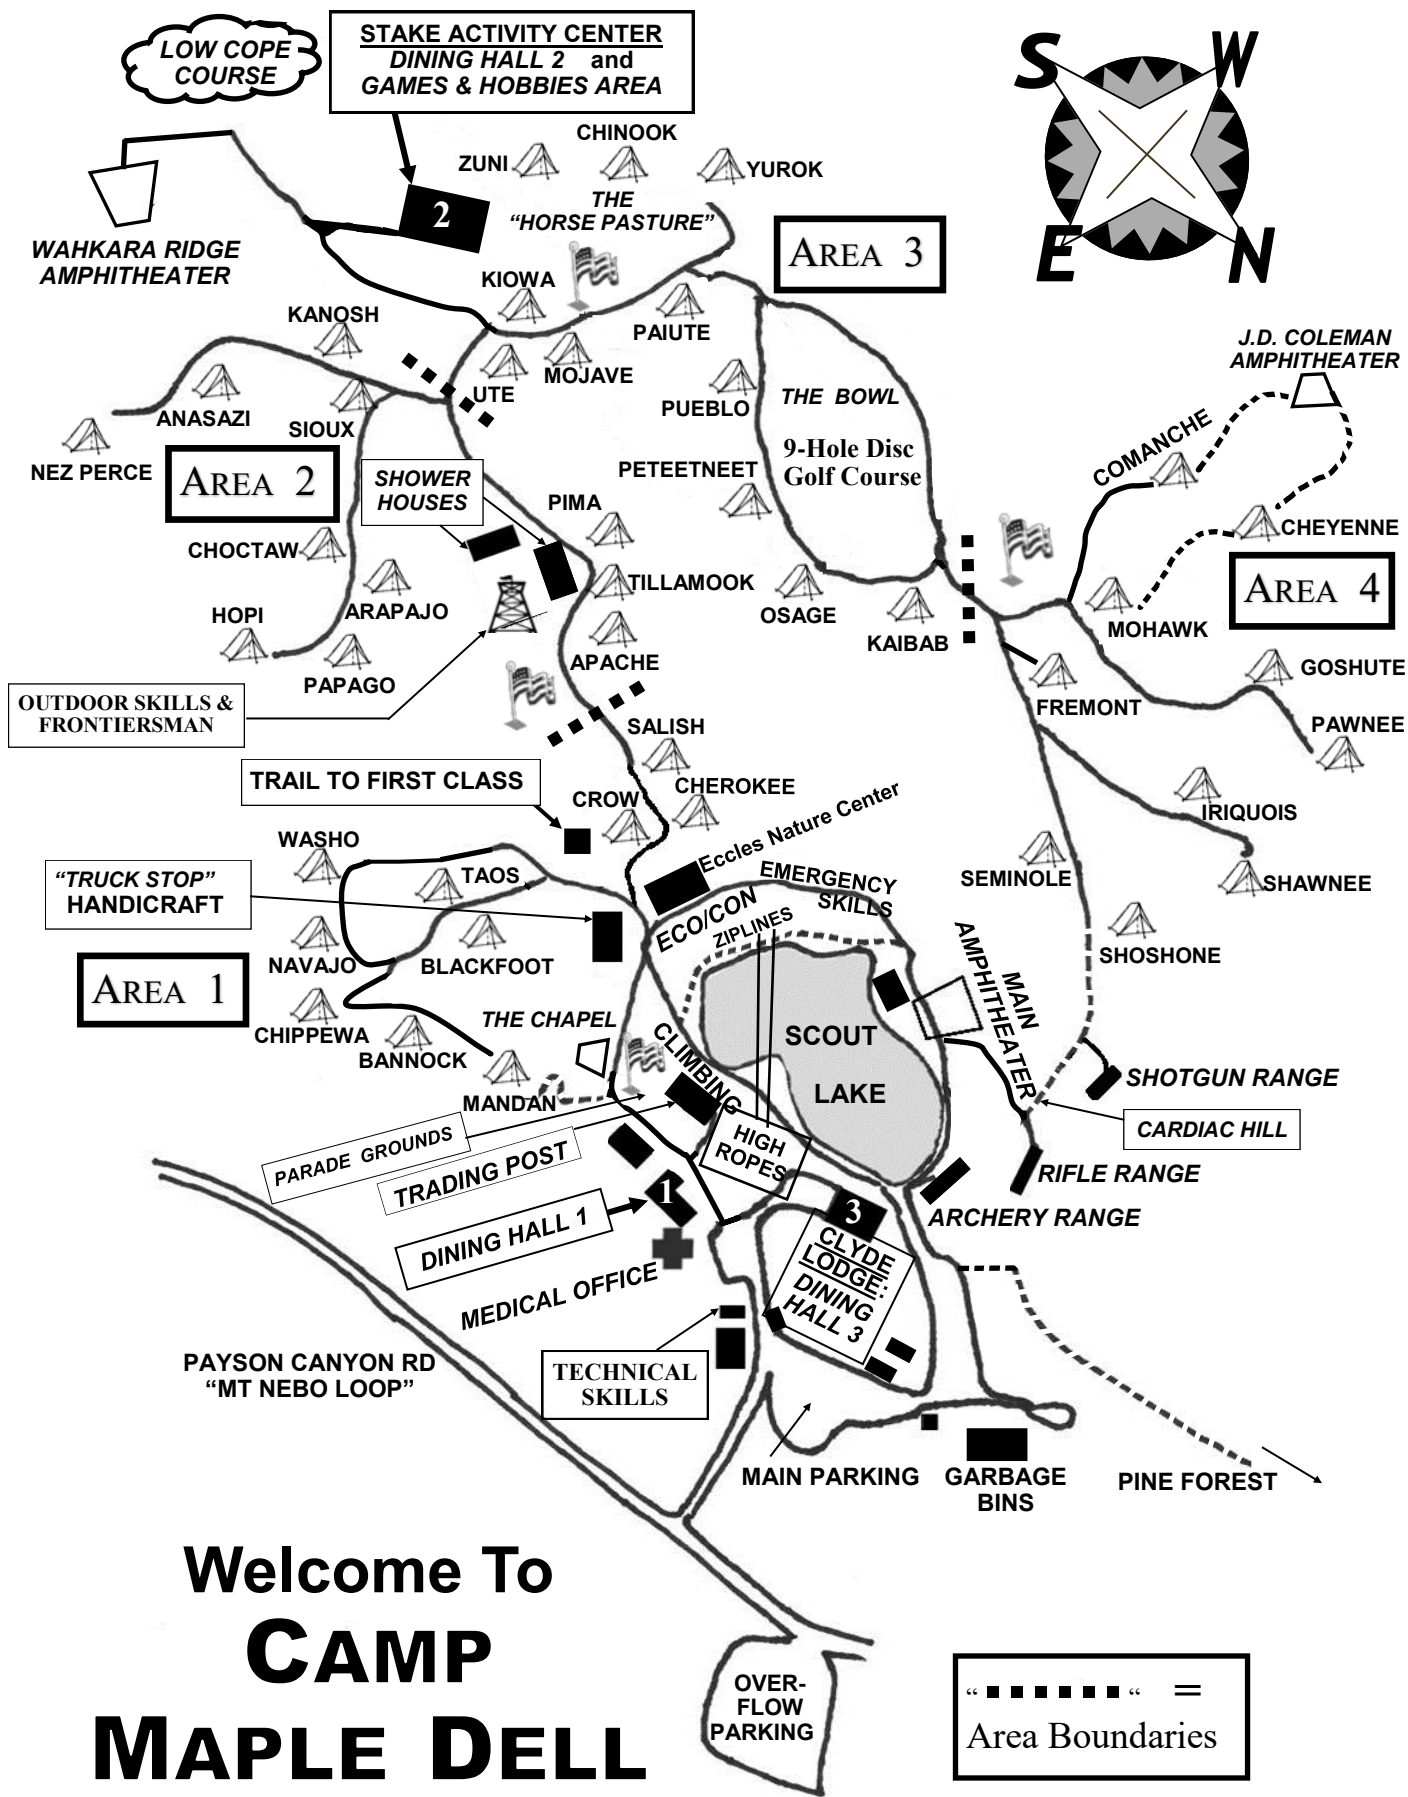 LOW COPE
COURSE
STAKE ACTIVITY CENTER
DINING HALL 2 and
GAMES & HOBBIES AREA
S
W
E
N
ZUNI
CHINOOK
YUROK
THE
“HORSE PASTURE”
2
WAHKARA RIDGE
AMPHITHEATER
AREA 3
KIOWA
KANOSH
PAIUTE
MOJAVE
UTE
PUEBLO
THE BOWL
9-Hole Disc
Golf Course
J.D. COLEMAN
AMPHITHEATER
ANASAZI
SIOUX
NEZ PERCE
AREA 2
SHOWER
HOUSES
PETEETNEET
PIMA
COMANCHE
CHEYENNE
CHOCTAW
TILLAMOOK
ARAPAJO
HOPI
PAPAGO
APACHE
OSAGE
KAIBAB
AREA 4
MOHAWK
GOSHUTE
FREMONT
PAWNEE
OUTDOOR SKILLS &
FRONTIERSMAN
SALISH
TRAIL TO FIRST CLASS
CROW
CHEROKEE
IRIQUOIS
WASHO
TAOS
Eccles Nature Center
EMERGENCY
SKILLS
SEMINOLE
SHAWNEE
“TRUCK STOP”
HANDICRAFT
ECO/CON
ZIPLINES
NAVAJO
BLACKFOOT
SHOSHONE
AREA 1
CHIPPEWA
BANNOCK
THE CHAPEL
CLIMBING
SCOUT
LAKE
MAIN
AMPHITHEATER
MANDAN
SHOTGUN RANGE
CARDIAC HILL
PARADE GROUNDS
TRADING POST
HIGH
ROPES
RIFLE RANGE
1
DINING HALL 1
3
CLYDE
LODGE:
DINING
HALL 3
ARCHERY RANGE
MEDICAL OFFICE
PAYSON CANYON RD
“MT NEBO LOOP”
TECHNICAL
SKILLS
MAIN PARKING
GARBAGE
BINS
PINE FOREST
Welcome To
CAMP
MAPLE DELL
OVER-
FLOW
PARKING
“ ■ ■ ■ ■ ■ ■ “ =
Area Boundaries